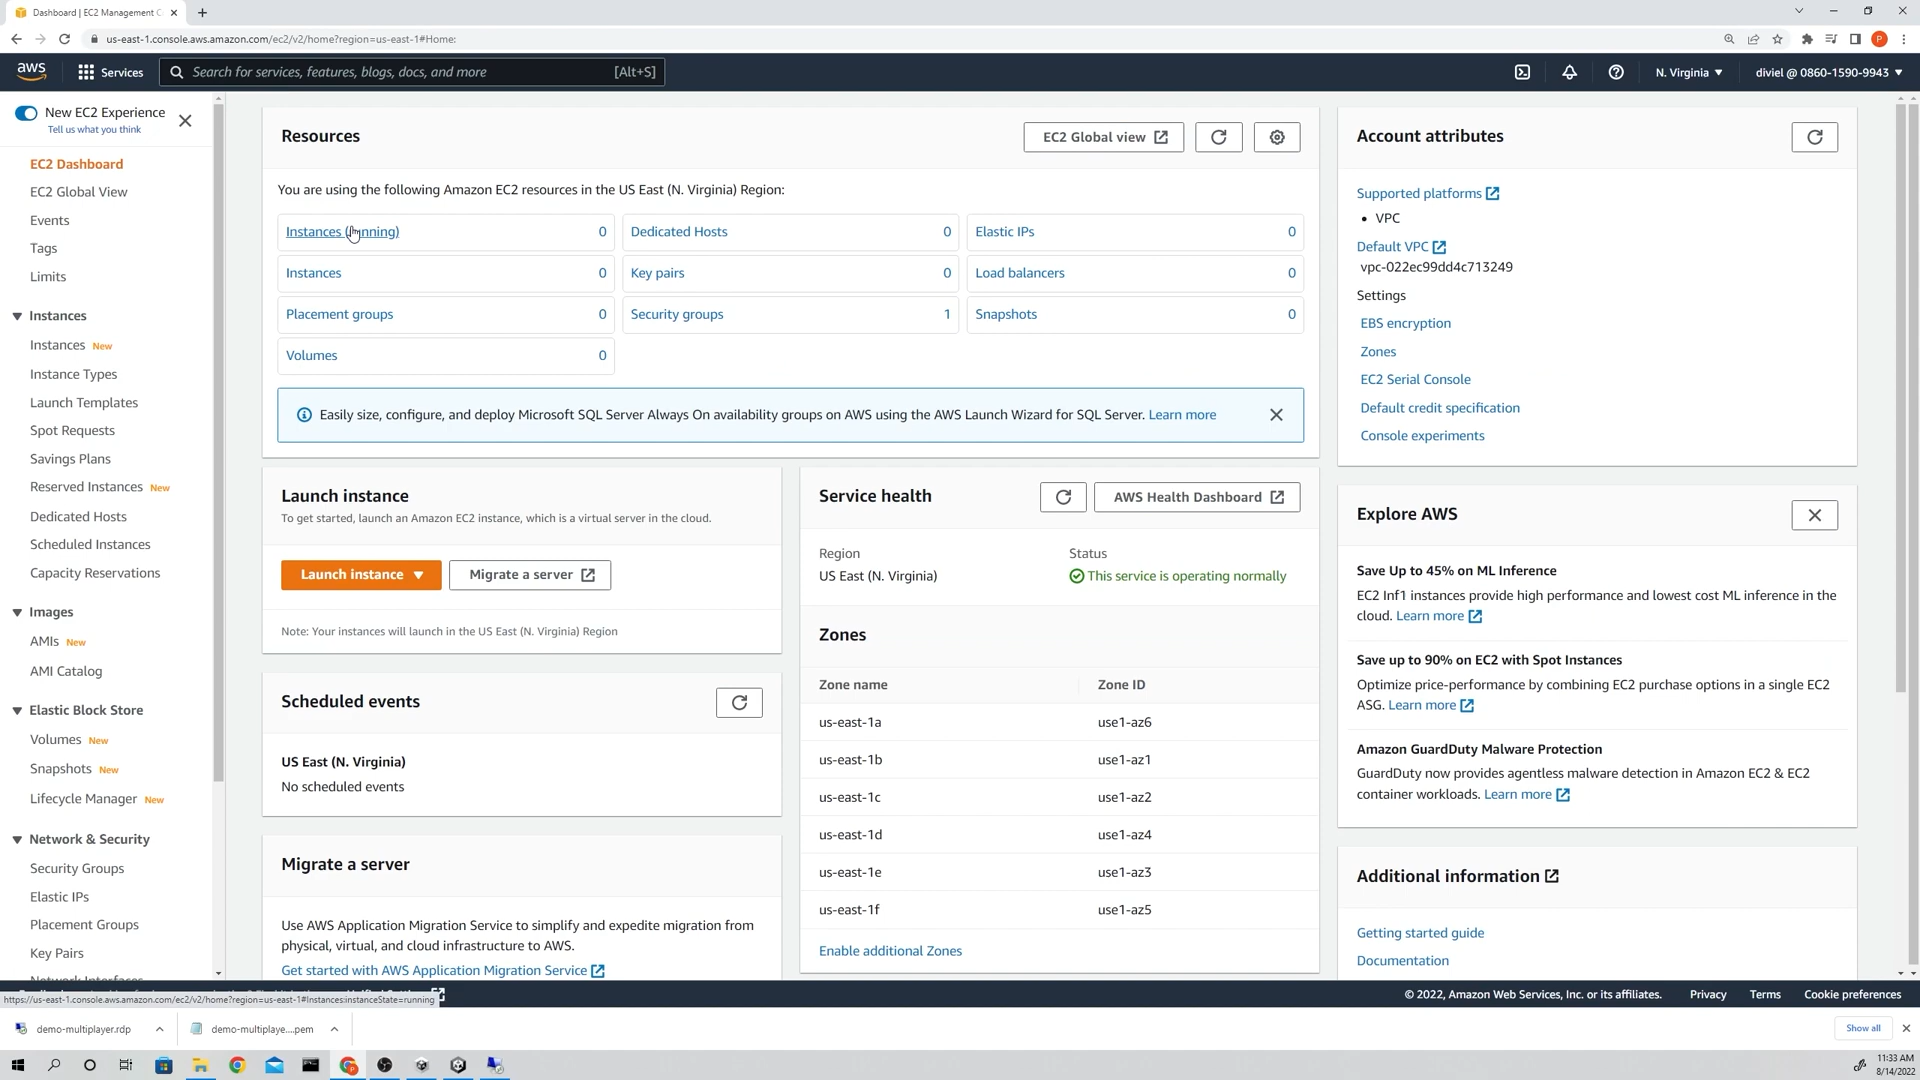 Dashboard | EC2 Management C
us-east-1.console.aws.amazon.com/ec2/v2/home?region=us-east-1#Home:
P
aws
Services
Search for services, features, blogs, docs, and more
[Alt+S]
N. Virginia
diviel @ 0860-1590-9943
New EC2 Experience
Tell us what you think
EC2 Dashboard
EC2 Global View
Events
Tags
Limits
Instances
Instances New
Instance Types
Launch Templates
Spot Requests
Savings Plans
Reserved Instances New
Dedicated Hosts
Scheduled Instances
Capacity Reservations
Images
AMIs New
AMI Catalog
Elastic Block Store
Volumes New
Snapshots New
Lifecycle Manager New
Network & Security
Security Groups
Elastic IPs
Placement Groups
Key Pairs
Network Interfaces
Resources
EC2 Global view
You are using the following Amazon EC2 resources in the US East (N. Virginia) Region:
Instances (running) 0
Dedicated Hosts 0
Elastic IPs 0
Instances 0
Key pairs 0
Load balancers 0
Placement groups 0
Security groups 1
Snapshots 0
Volumes 0
Easily size, configure, and deploy Microsoft SQL Server Always On availability groups on AWS using the AWS Launch Wizard for SQL Server. Learn more
Launch instance
To get started, launch an Amazon EC2 instance, which is a virtual server in the cloud.
Launch instance
Migrate a server
Note: Your instances will launch in the US East (N. Virginia) Region
Scheduled events
US East (N. Virginia)
No scheduled events
Migrate a server
Use AWS Application Migration Service to simplify and expedite migration from
physical, virtual, and cloud infrastructure to AWS.
Get started with AWS Application Migration Service
Service health
AWS Health Dashboard
Region
Status
US East (N. Virginia)
This service is operating normally
Zones
Zone name
Zone ID
us-east-1a
use1-az6
us-east-1b
use1-az1
us-east-1c
use1-az2
us-east-1d
use1-az4
us-east-1e
use1-az3
us-east-1f
use1-az5
Enable additional Zones
Account attributes
Supported platforms
• VPC
Default VPC
vpc-022ec99dd4c713249
Settings
EBS encryption
Zones
EC2 Serial Console
Default credit specification
Console experiments
Explore AWS
Save Up to 45% on ML Inference
EC2 Inf1 instances provide high performance and lowest cost ML inference in the
cloud. Learn more
Save up to 90% on EC2 with Spot Instances
Optimize price-performance by combining EC2 purchase options in a single EC2
ASG. Learn more
Amazon GuardDuty Malware Protection
GuardDuty now provides agentless malware detection in Amazon EC2 & EC2
container workloads. Learn more
Additional information
Getting started guide
Documentation
https://us-east-1.console.aws.amazon.com/ec2/v2/home?region=us-east-1#Instances:instanceState=running
© 2022, Amazon Web Services, Inc. or its affiliates.
Privacy
Terms
Cookie preferences
demo-multiplayer.rdp
demo-multiplaye....pem
Show all
11:33 AM
8/14/2022